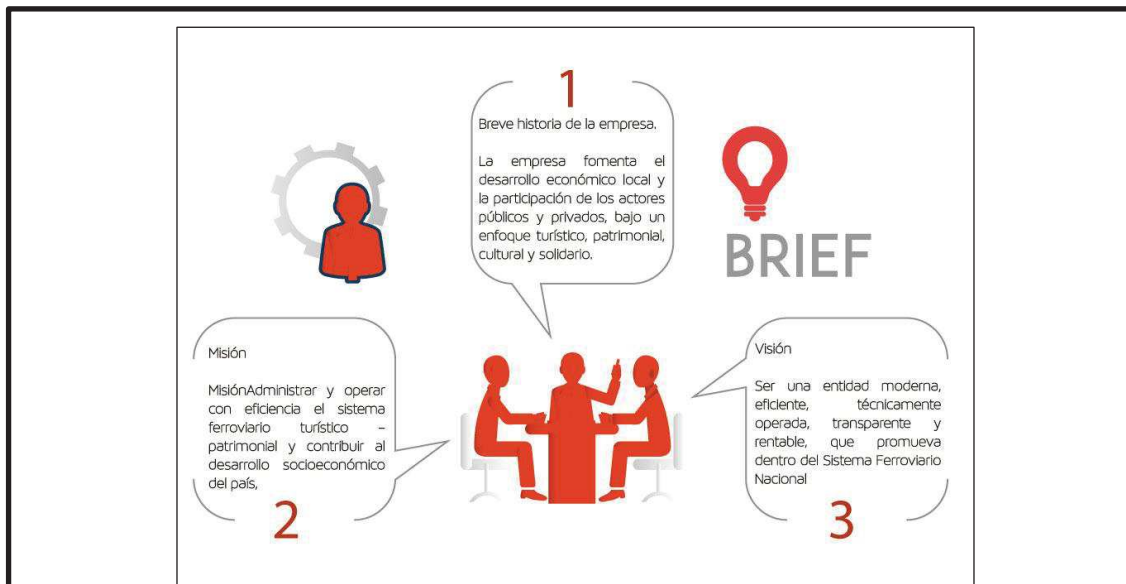 1
Breve historia de la empresa.
La empresa fomenta el
desarrollo económico local y
la participación de los actores
públicos y privados, bajo un
enfoque turístico, patrimonial,
cultural y solidario.
BRIEF
Misión
MisiónAdministrar y operar
con eficiencia el sistema
ferroviario turístico –
patrimonial y contribuir al
desarrollo socioeconómico
del país,
2
Visión
Ser una entidad moderna,
eficiente, técnicamente
operada, transparente y
rentable, que promueva
dentro del Sistema Ferroviario
Nacional
3